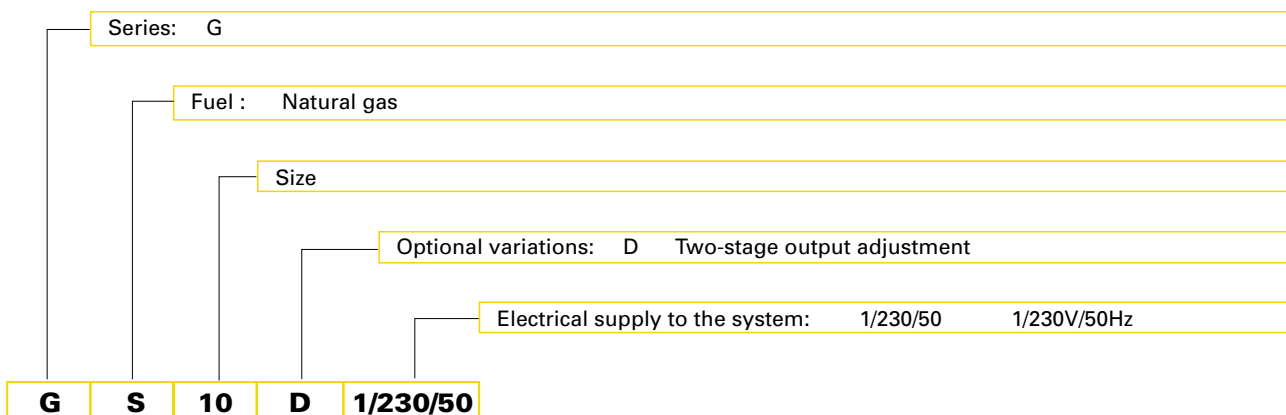 Series: G
Fuel : Natural gas
Size
Optional variations: D Two-stage output adjustment
Electrical supply to the system: 1/230/50 1/230V/50Hz
G S 10 D 1/230/50